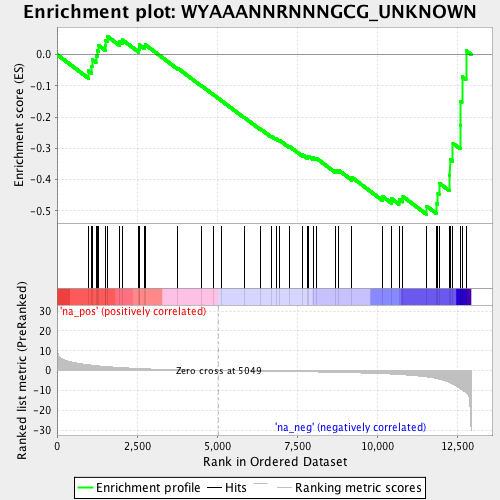 Enrichment plot: WYAAANNRNNNGCG_UNKNOWN
Enrichment score (ES)
0.0
-0.1
-0.2
-0.3
-0.4
-0.5
'na_pos' (positively correlated)
Ranked list metric (PreRanked)
30
20
10
0
-10
-20
-30
Zero cross at 5049
'na_neg' (negatively correlated)
0
2,500
5,000
7,500
10,000
12,500
Rank in Ordered Dataset
Enrichment profile
Hits
Ranking metric scores